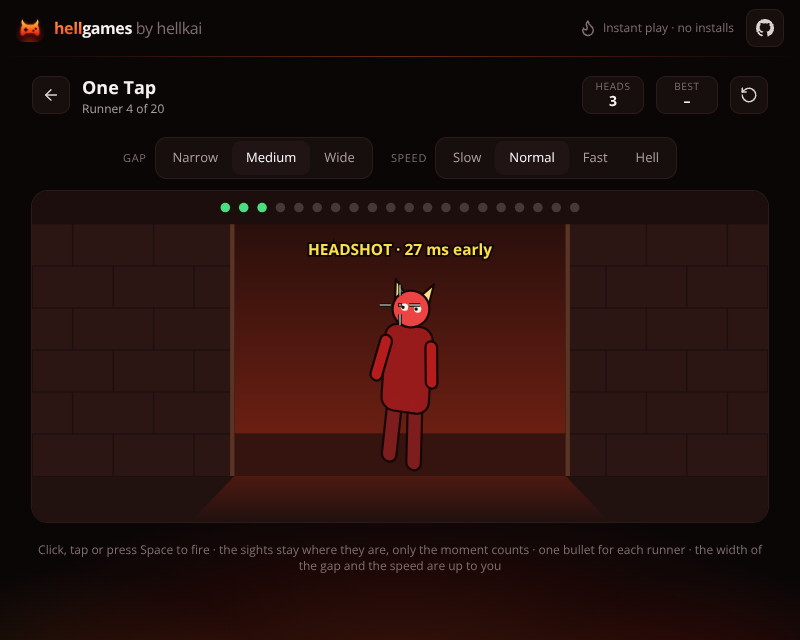 hellgames by hellkai
Instant play · no installs
One Tap
Runner 4 of 20
HEADS
3
BEST
–
GAP
Narrow
Medium
Wide
SPEED
Slow
Normal
Fast
Hell
HEADSHOT · 27 ms early
Click, tap or press Space to fire · the sights stay where they are, only the moment counts · one bullet for each runner · the width of
the gap and the speed are up to you